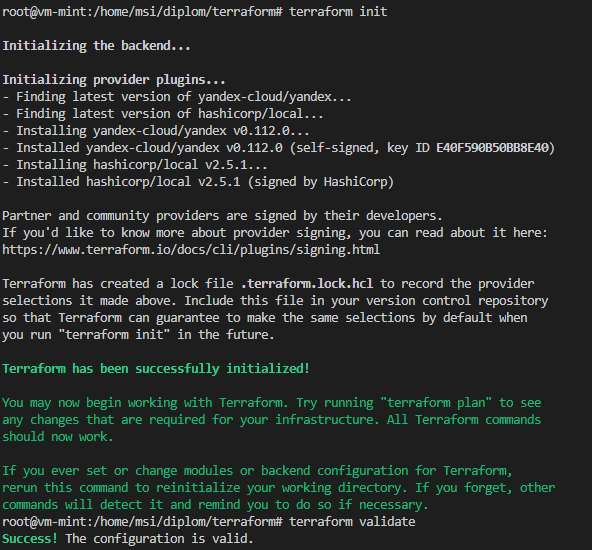 root@vm-mint:/home/msi/diplom/terraform# terraform init
Initializing the backend...
Initializing provider plugins...
- Finding latest version of yandex-cloud/yandex...
- Finding latest version of hashicorp/local...
- Installing yandex-cloud/yandex v0.112.0...
- Installed yandex-cloud/yandex v0.112.0 (self-signed, key ID E40F590B50BB8E40)
- Installing hashicorp/local v2.5.1...
- Installed hashicorp/local v2.5.1 (signed by HashiCorp)
Partner and community providers are signed by their developers.
If you'd like to know more about provider signing, you can read about it here:
https://www.terraform.io/docs/cli/plugins/signing.html
Terraform has created a lock file .terraform.lock.hcl to record the provider
selections it made above. Include this file in your version control repository
so that Terraform can guarantee to make the same selections by default when
you run "terraform init" in the future.
Terraform has been successfully initialized!
You may now begin working with Terraform. Try running "terraform plan" to see
any changes that are required for your infrastructure. All Terraform commands
should now work.
If you ever set or change modules or backend configuration for Terraform,
rerun this command to reinitialize your working directory. If you forget, other
commands will detect it and remind you to do so if necessary.
root@vm-mint:/home/msi/diplom/terraform# terraform validate
Success! The configuration is valid.